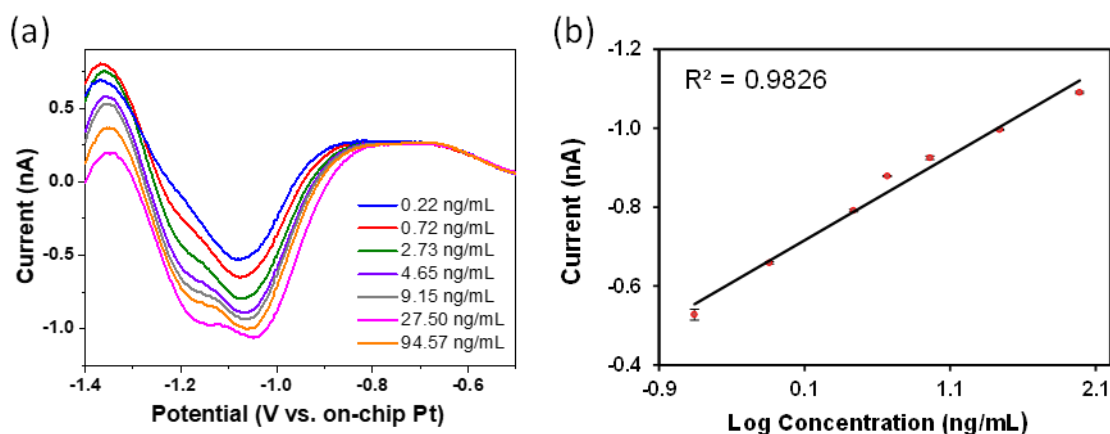 (a)
0.5
0.0
-0.5
-1.0
Current (nA)
0.22 ng/mL
0.72 ng/mL
2.73 ng/mL
4.65 ng/mL
9.15 ng/mL
27.50 ng/mL
94.57 ng/mL
-1.4 -1.2 -1.0 -0.8 -0.6
Potential (V vs. on-chip Pt)
(b)
R² = 0.9826
-1.2
-1.0
-0.8
-0.6
-0.4
Current (nA)
-0.9 0.1 1.1 2.1
Log Concentration (ng/mL)